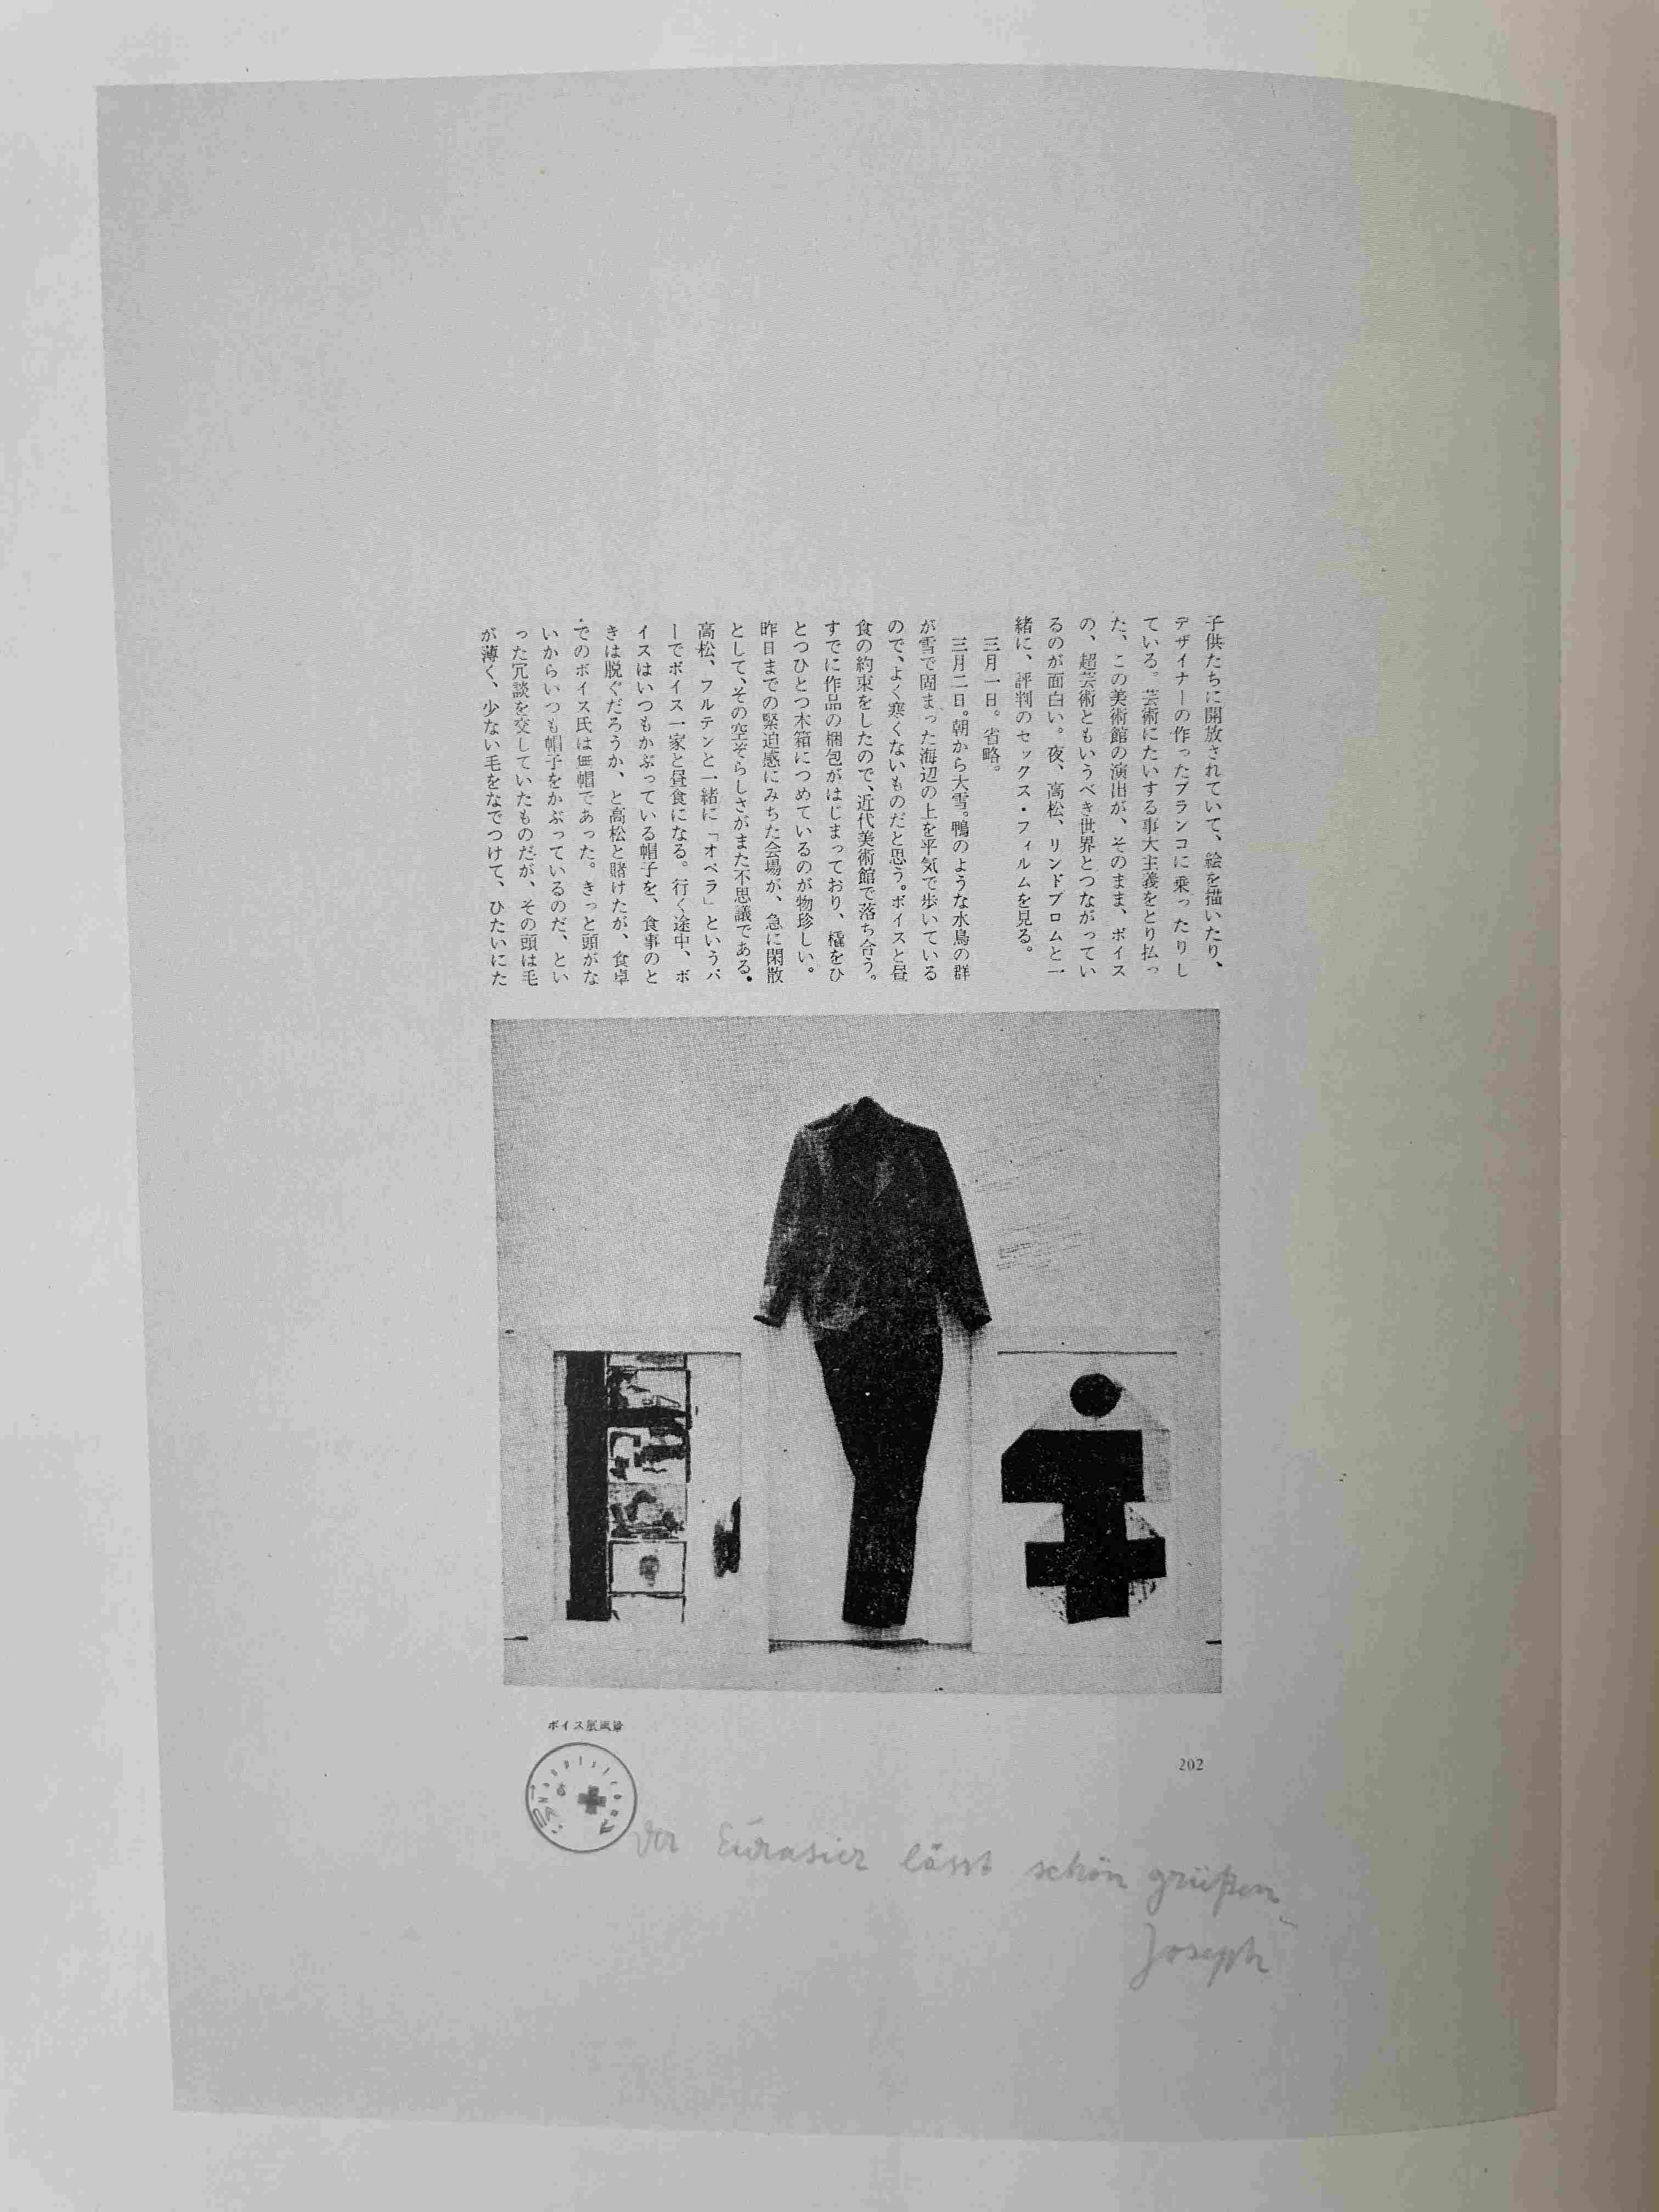 子供たちに開放されていて、絵を描いたり、
デザイナーの作ったブランコに乗ったりし
ている。芸術にたいする事大主義をとり払っ
た、この美術館の演出が、そのまま、ボイス
の、超芸術ともいうべき世界とつながってい
るのが面白い。夜、高松、リンドブロムと一
緒に、評判のセックス・フィルムを見る。
三月一日。省略。
三月二日。朝から大雪。鴨のような水鳥の群
が雪で固まった海辺の上を平気で歩いている
ので、よく寒くないものだと思う。ボイスと昼
食の約束をしたので、近代美術館で落ち合う。
すでに作品の梱包がはじまっており、橇をひ
とつひとつ木箱につめているのが物珍しい。
昨日までの緊迫感にみちた会場が、急に閑散
として、その空ぞらしさがまた不思議である。
高松、フルテンと一緒に「オペラ」というバ
ーでボイス一家と昼食になる。行く途中、ボ
イスはいつもかぶっている帽子を、食事のと
きは脱ぐだろうか、と高松と賭けたが、食卓
でのボイス氏は無帽であった。きっと頭がな
いからいつも帽子をかぶっているのだ、とい
った冗談を交していたものだが、その頭は毛
が薄く、少ない毛をなでつけて、ひたいにた
ボイス展風景
202
Der Eurasier lässt schön grüßen
Joseph